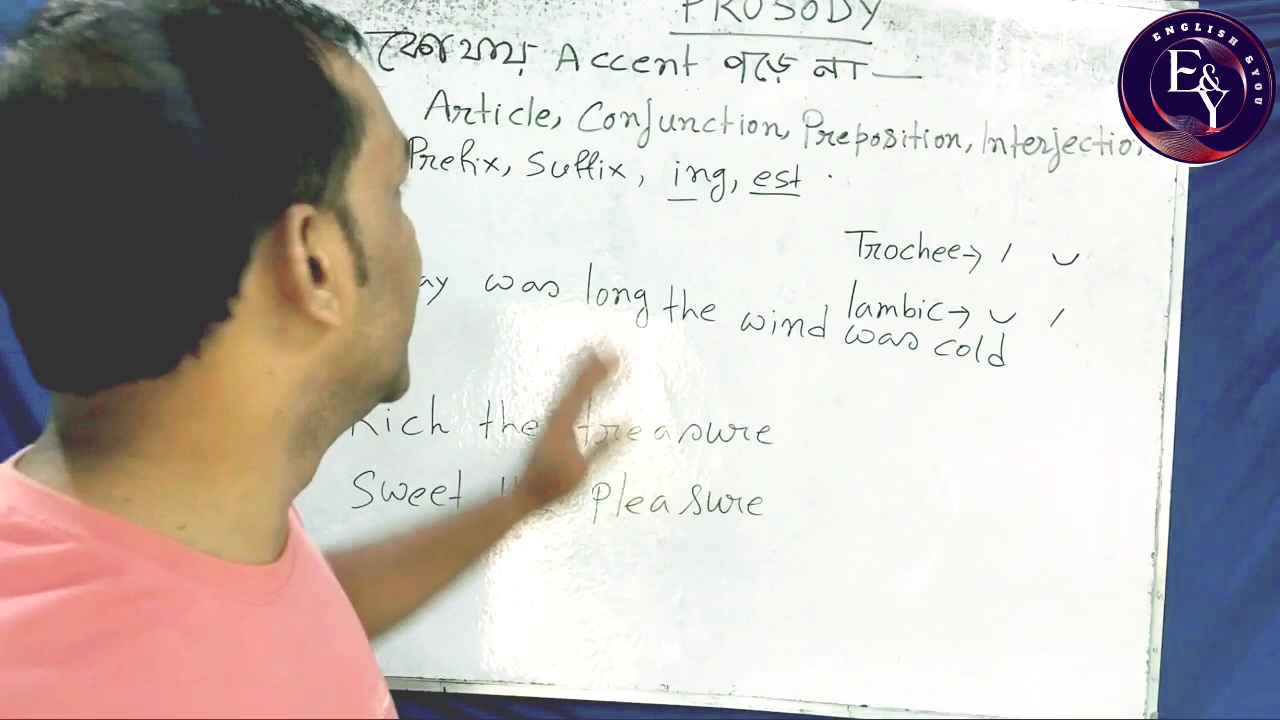 PROSODY
কোথায় Accent পড়ে না —
Article, Conjunction, Preposition, Interjectio
Prefix, Suffix, ing, est .
Trochee→ / ⌣
Iambic→ ⌣ /
ay was long the wind was cold
Rich the treasure
Sweet pleasure
ENGLISH &YOU
E&Y